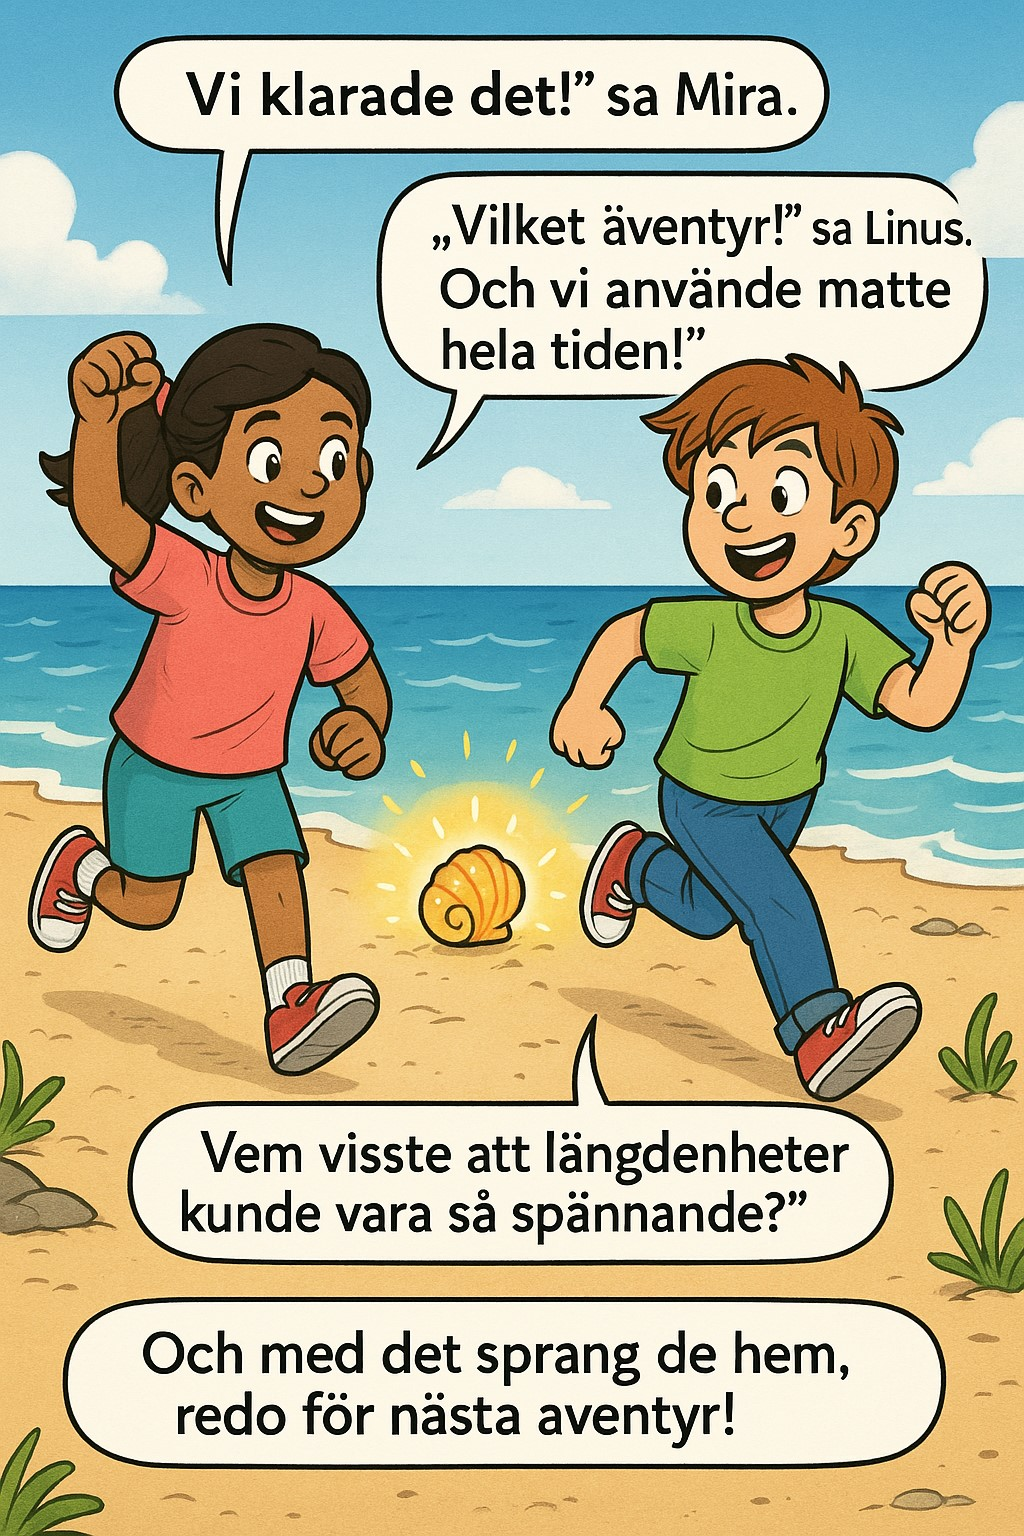 Vi klarade det!” sa Mira.
„Vilket äventyr!” sa Linus.
Och vi använde matte
hela tiden!”
Vem visste att längdenheter
kunde vara så spännande?”
Och med det sprang de hem,
redo för nästa aventyr!